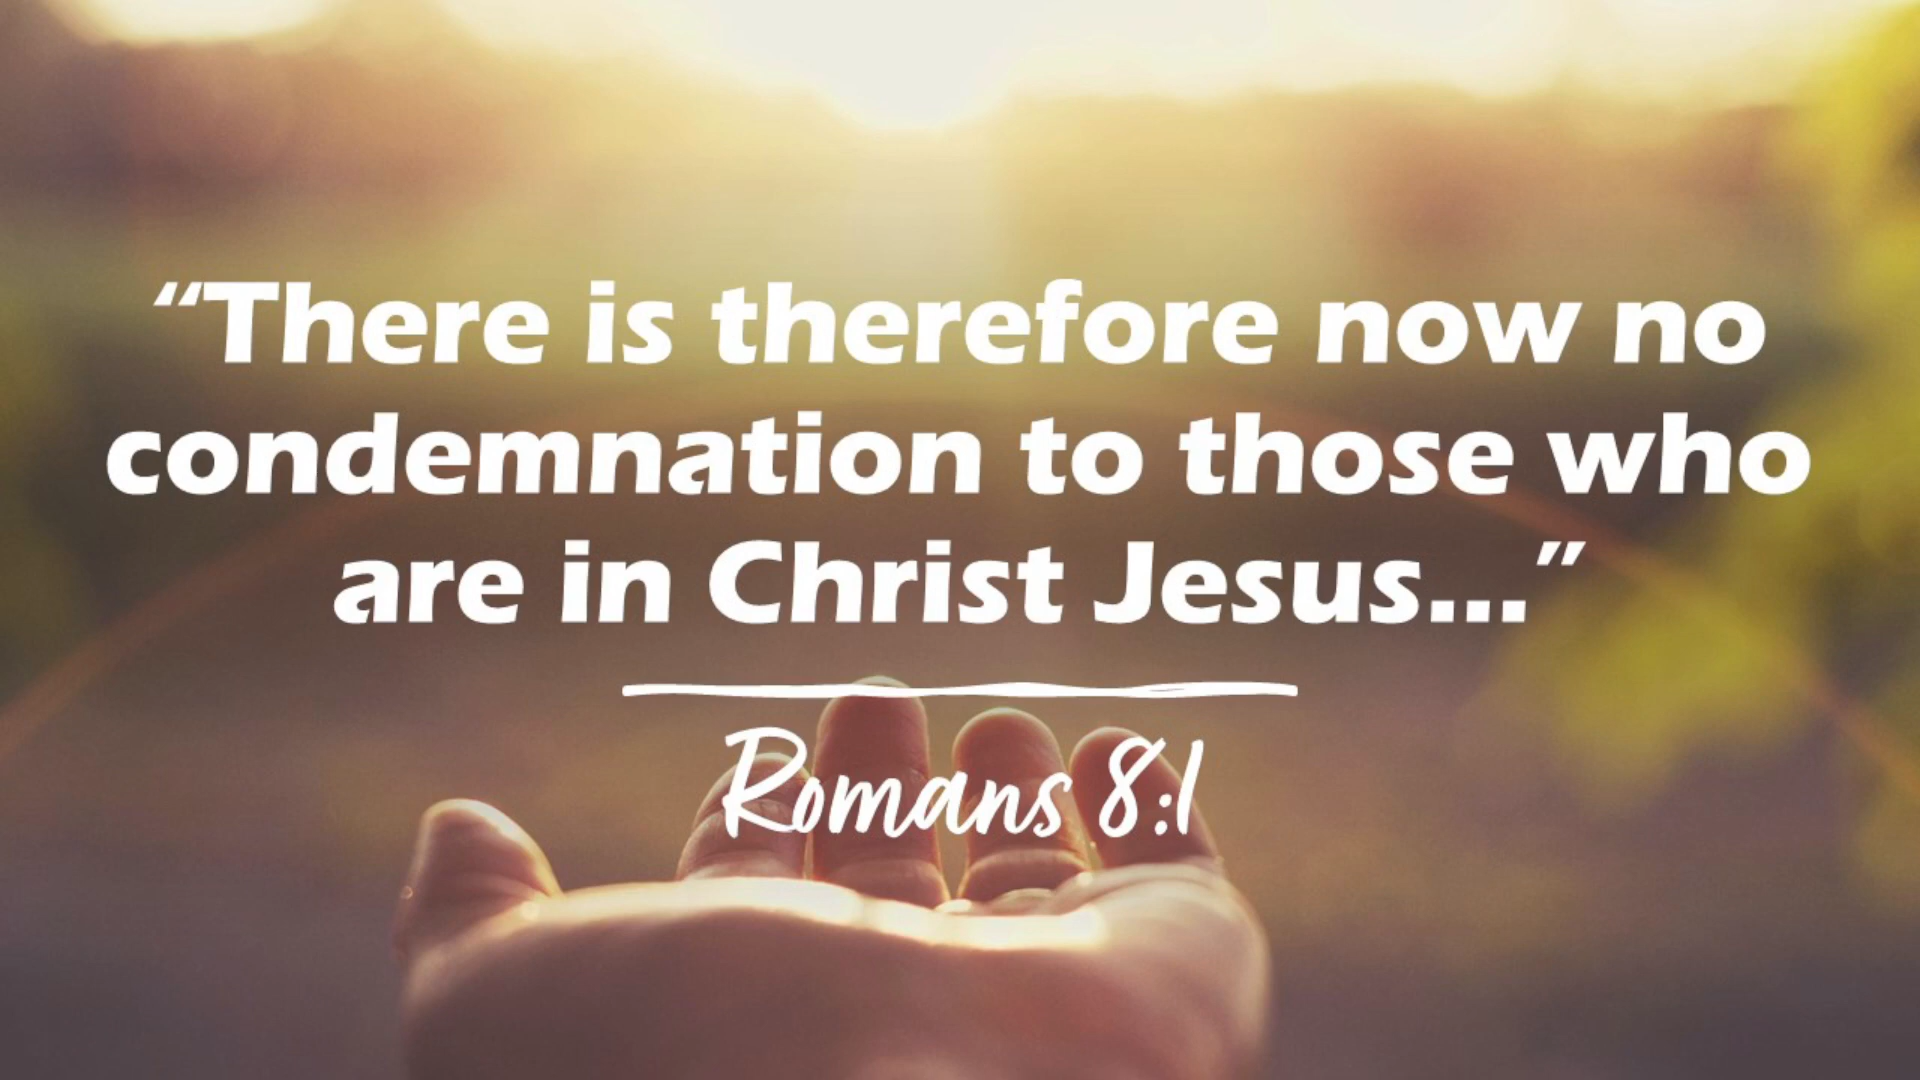 “There is therefore now no
condemnation to those who
are in Christ Jesus...”
Romans 8:1